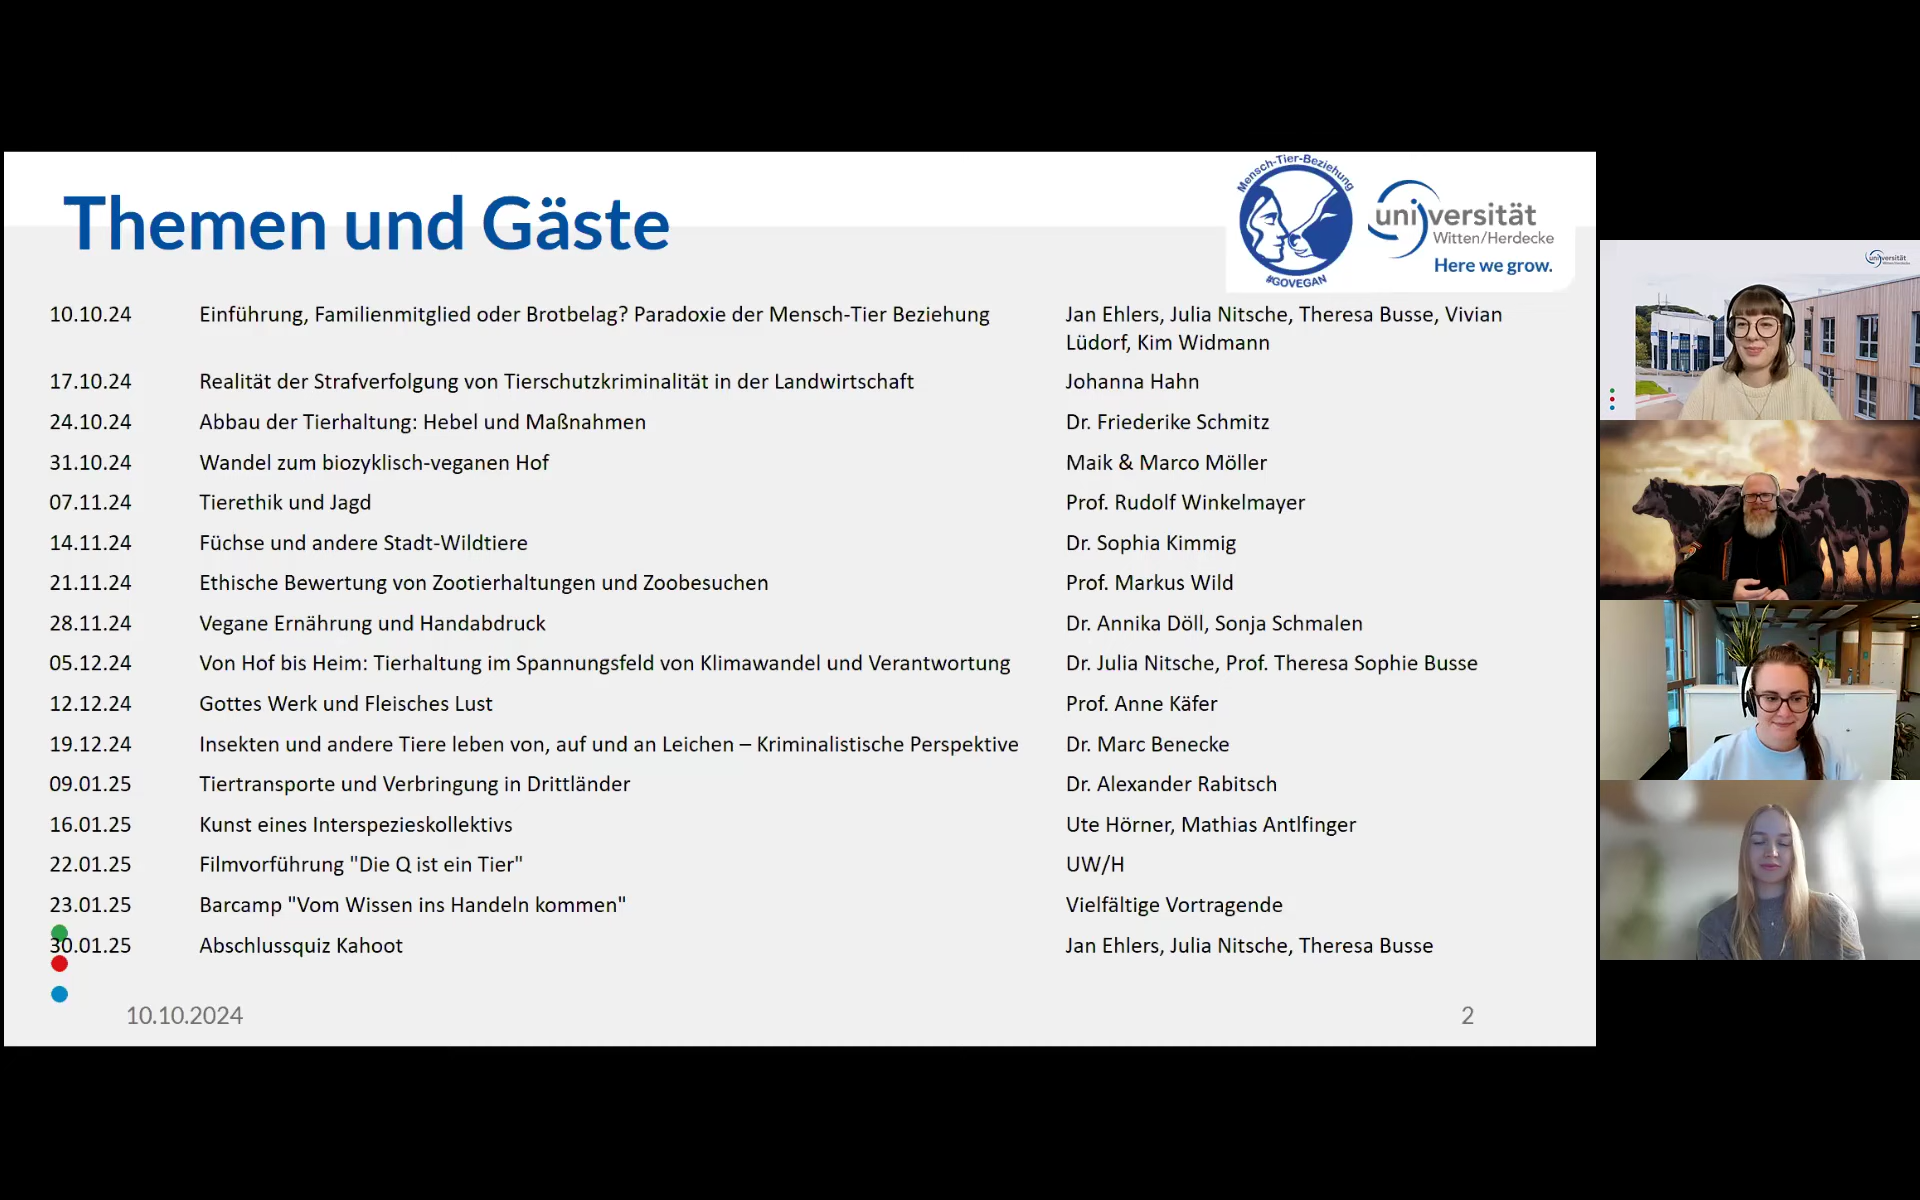 Themen und Gäste
Mensch-Tier-Beziehung
#GOVEGAN
universität
Witten/Herdecke
Here we grow.
10.10.24 Einführung, Familienmitglied oder Brotbelag? Paradoxie der Mensch-Tier Beziehung Jan Ehlers, Julia Nitsche, Theresa Busse, Vivian
Lüdorf, Kim Widmann
17.10.24 Realität der Strafverfolgung von Tierschutzkriminalität in der Landwirtschaft Johanna Hahn
24.10.24 Abbau der Tierhaltung: Hebel und Maßnahmen Dr. Friederike Schmitz
31.10.24 Wandel zum biozyklisch-veganen Hof Maik & Marco Möller
07.11.24 Tierethik und Jagd Prof. Rudolf Winkelmayer
14.11.24 Füchse und andere Stadt-Wildtiere Dr. Sophia Kimmig
21.11.24 Ethische Bewertung von Zootierhaltungen und Zoobesuchen Prof. Markus Wild
28.11.24 Vegane Ernährung und Handabdruck Dr. Annika Döll, Sonja Schmalen
05.12.24 Von Hof bis Heim: Tierhaltung im Spannungsfeld von Klimawandel und Verantwortung Dr. Julia Nitsche, Prof. Theresa Sophie Busse
12.12.24 Gottes Werk und Fleisches Lust Prof. Anne Käfer
19.12.24 Insekten und andere Tiere leben von, auf und an Leichen – Kriminalistische Perspektive Dr. Marc Benecke
09.01.25 Tiertransporte und Verbringung in Drittländer Dr. Alexander Rabitsch
16.01.25 Kunst eines Interspezieskollektivs Ute Hörner, Mathias Antlfinger
22.01.25 Filmvorführung "Die Q ist ein Tier" UW/H
23.01.25 Barcamp "Vom Wissen ins Handeln kommen" Vielfältige Vortragende
30.01.25 Abschlussquiz Kahoot Jan Ehlers, Julia Nitsche, Theresa Busse
10.10.2024 2
universität